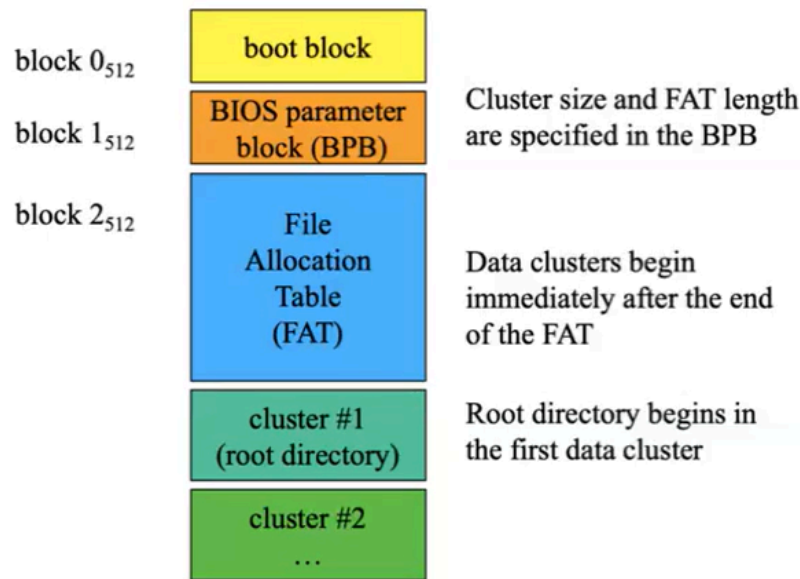 block 0₅₁₂
boot block
block 1₅₁₂
BIOS parameter
block (BPB)
Cluster size and FAT length
are specified in the BPB
block 2₅₁₂
File
Allocation
Table
(FAT)
Data clusters begin
immediately after the end
of the FAT
cluster #1
(root directory)
Root directory begins in
the first data cluster
cluster #2
…